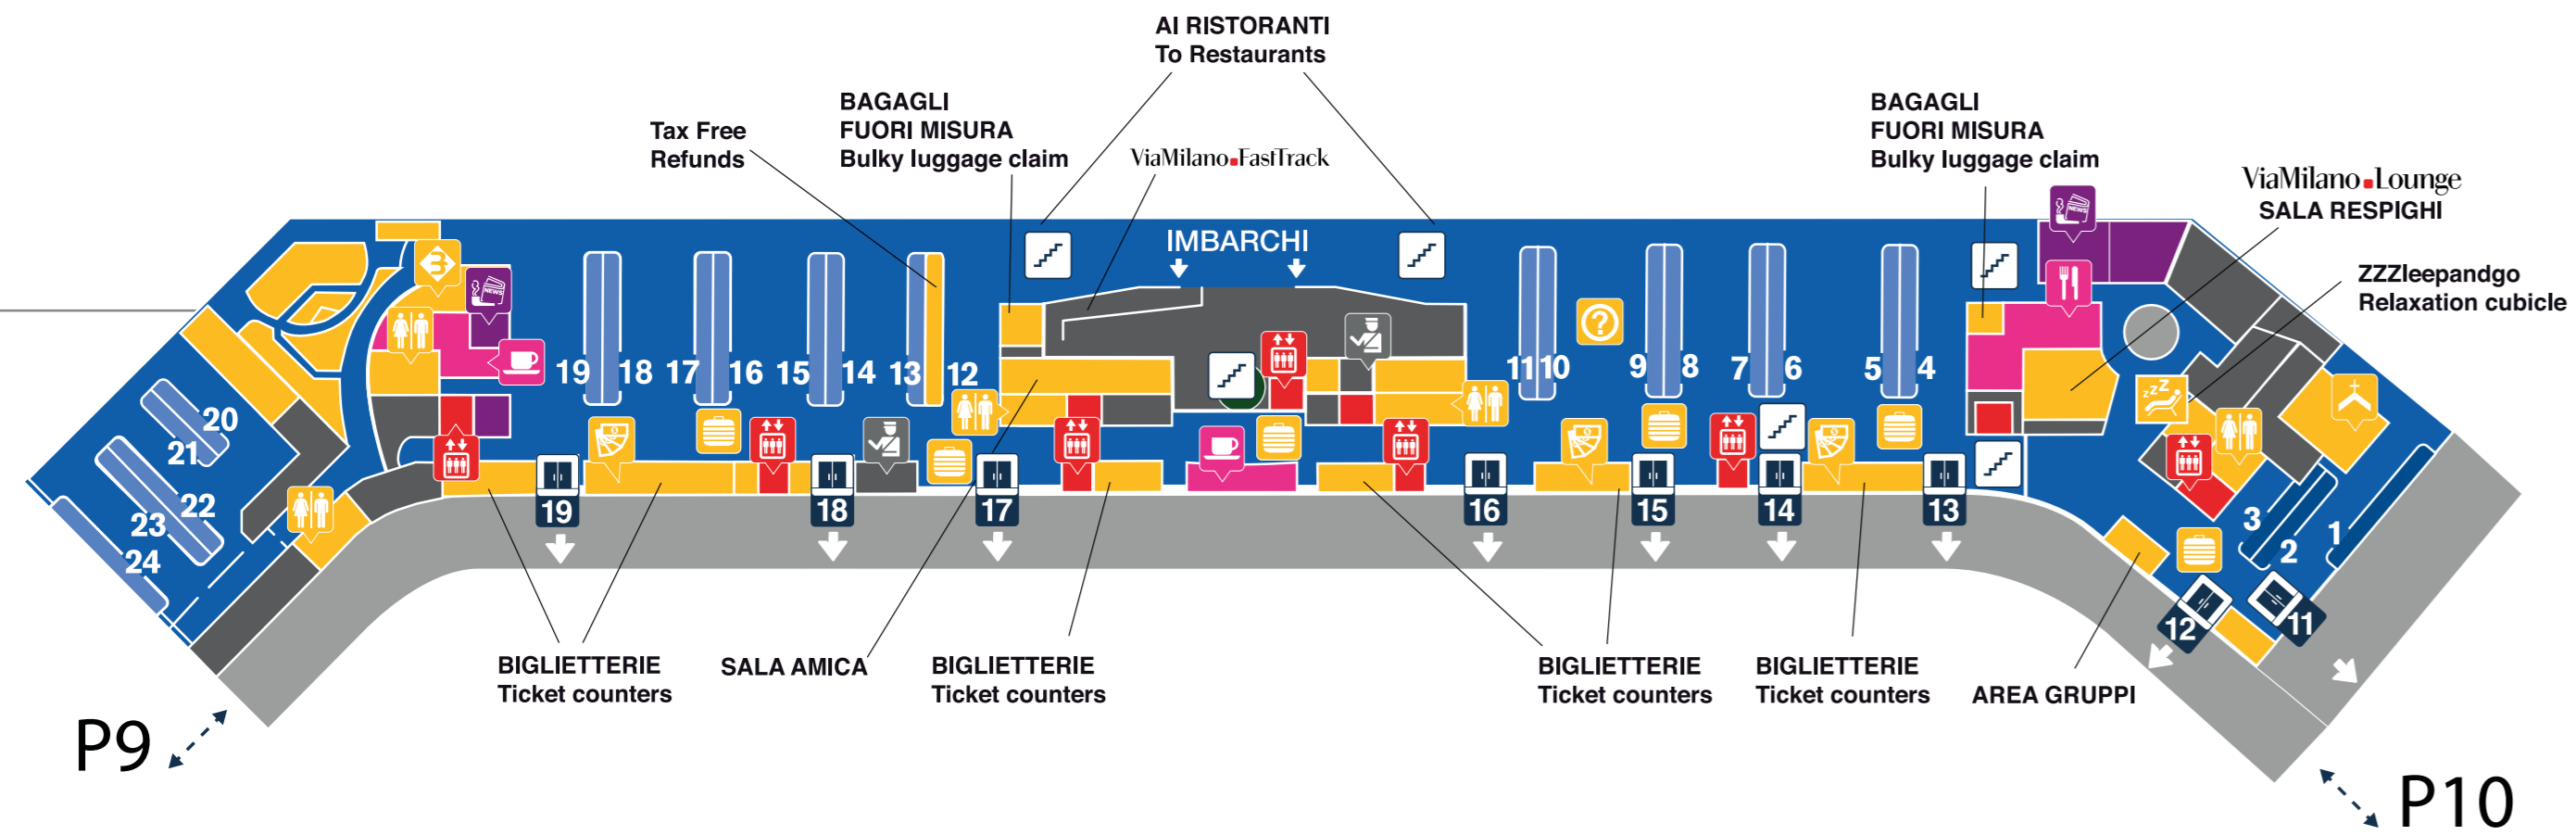 AI RISTORANTI
To Restaurants
BAGAGLI
FUORI MISURA
Bulky luggage claim
BAGAGLI
FUORI MISURA
Bulky luggage claim
Tax Free
Refunds
ViaMilano.FastTrack
ViaMilano.Lounge
SALA RESPIGHI
ZZZleepandgo
Relaxation cubicle
IMBARCHI
NEWS
NEWS
?
zzZ
19 18 17 16 15 14 13 12 11 10 9 8 7 6 5 4
20
21
22
23
24
3
2
1
19 18 17 16 15 14 13
12
11
BIGLIETTERIE
Ticket counters
SALA AMICA
BIGLIETTERIE
Ticket counters
BIGLIETTERIE
Ticket counters
BIGLIETTERIE
Ticket counters
AREA GRUPPI
P9
P10